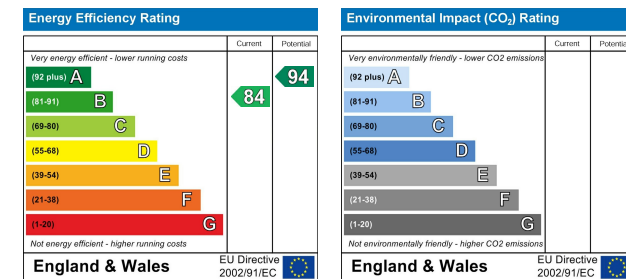 Energy Efficiency Rating
Current Potential
Very energy efficient - lower running costs
(92 plus) A
94
(81-91) B
84
(69-80) C
(55-68) D
(39-54) E
(21-38) F
(1-20) G
Not energy efficient - higher running costs
England & Wales
EU Directive
2002/91/EC
Environmental Impact (CO₂) Rating
Current Potential
Very environmentally friendly - lower CO2 emissions
(92 plus) A
(81-91) B
(69-80) C
(55-68) D
(39-54) E
(21-38) F
(1-20) G
Not environmentally friendly - higher CO2 emissions
England & Wales
EU Directive
2002/91/EC